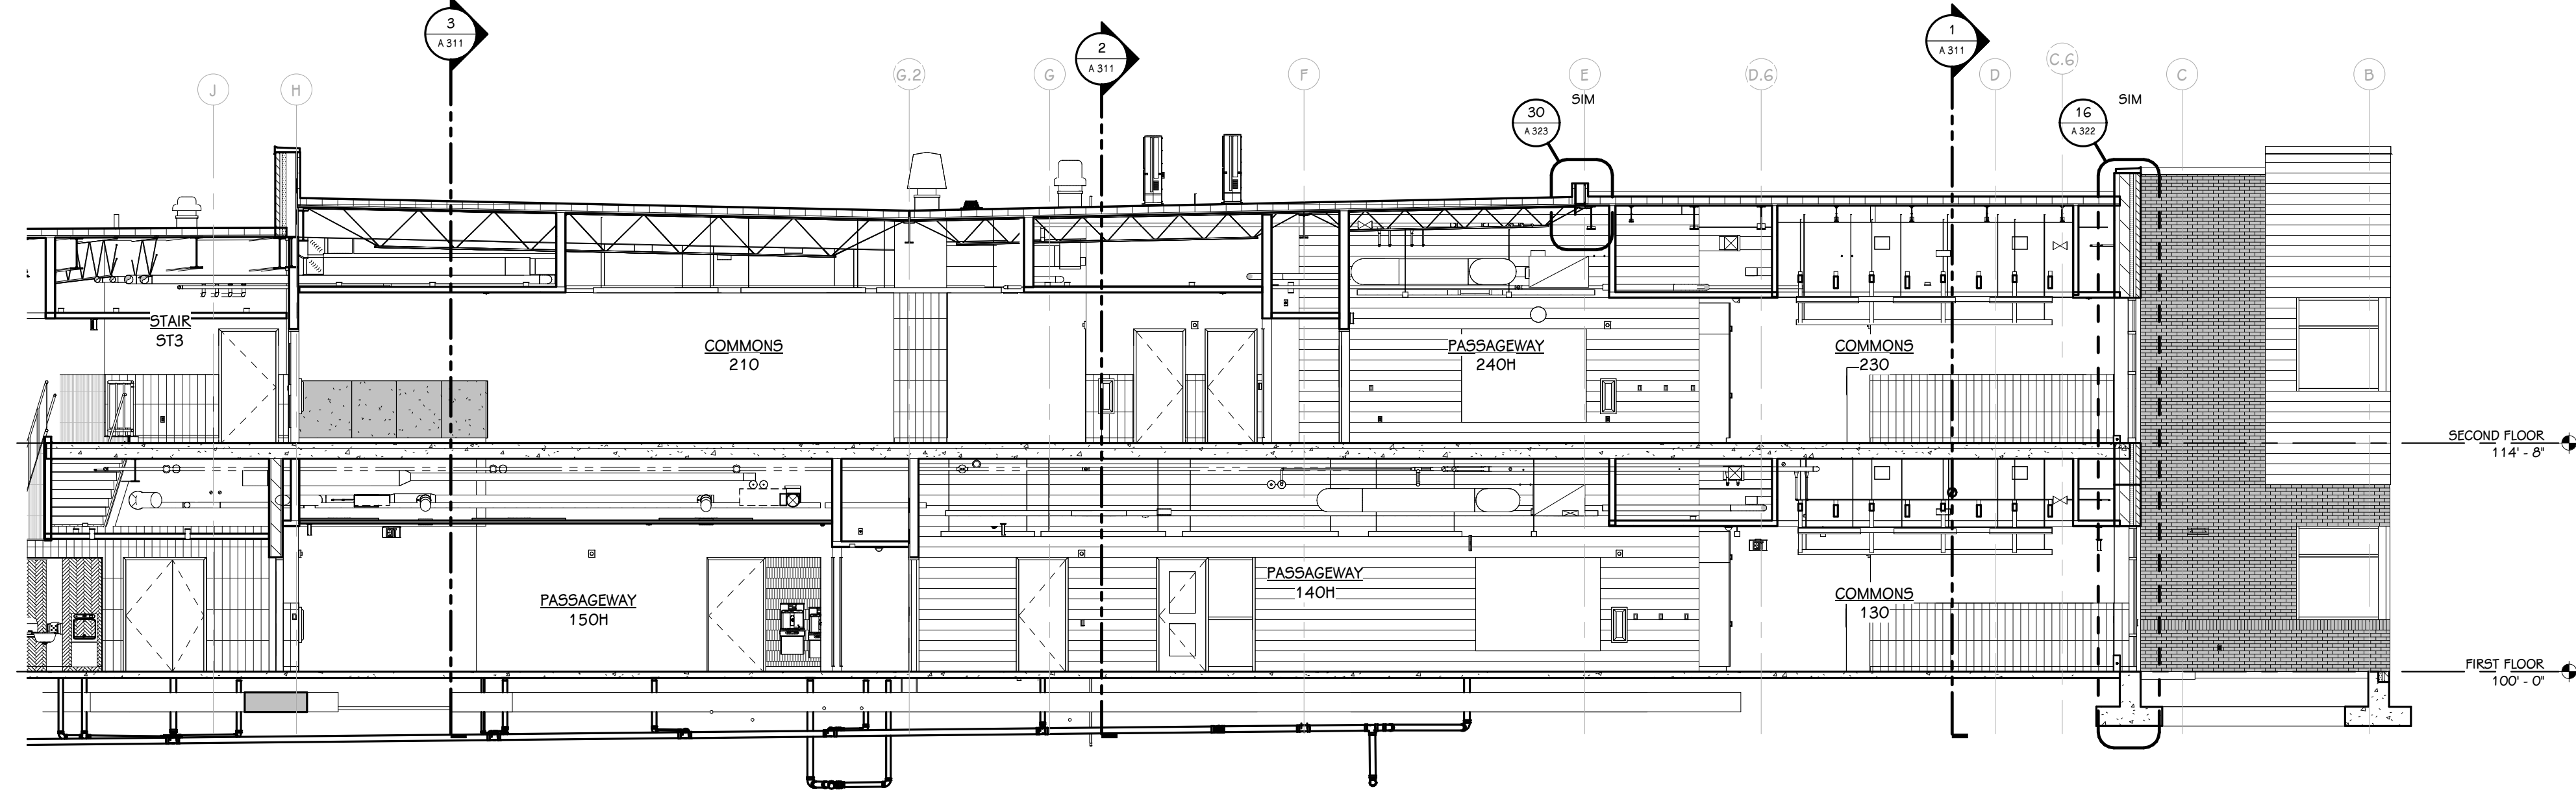 3
A 311
2
A 311
1
A 311
J
H
G.2
G
F
E
D.6
D
C.6
C
B
30
A 323
SIM
16
A 322
SIM
STAIR
ST3
COMMONS
210
PASSAGEWAY
240H
COMMONS
230
SECOND FLOOR
114' - 8"
PASSAGEWAY
150H
PASSAGEWAY
140H
COMMONS
130
FIRST FLOOR
100' - 0"